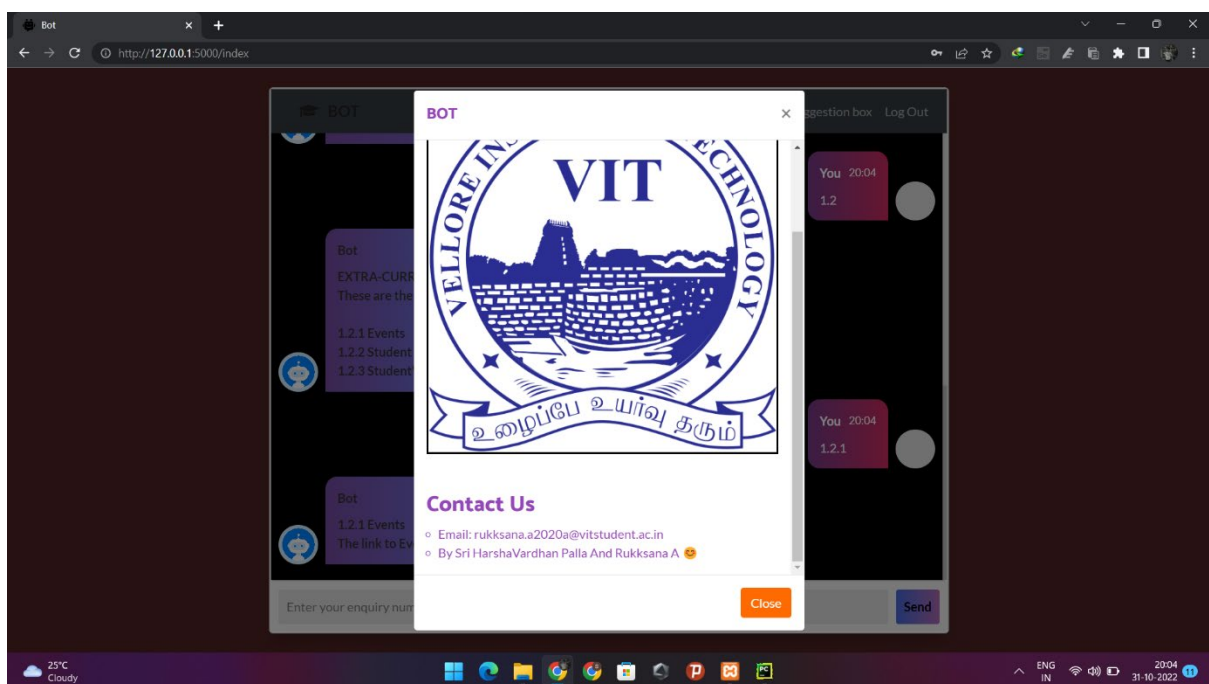 Bot
http://127.0.0.1:5000/index
BOT
ggestion box Log Out
BOT
×
VELLORE INS ECHNOLOGY
VIT
உழைப்பே உயர்வு தரும்
Contact Us
Email: rukksana.a2020a@vitstudent.ac.in
By Sri HarshaVardhan Palla And Rukksana A 😊
Close
You 20:04
1.2
Bot
EXTRA-CURR
These are the
1.2.1 Events
1.2.2 Student
1.2.3 Student'
You 20:04
1.2.1
Bot
1.2.1 Events
The link to Ev
Enter your enquiry num
Send
25°C
Cloudy
ENG
IN
20:04
31-10-2022
11